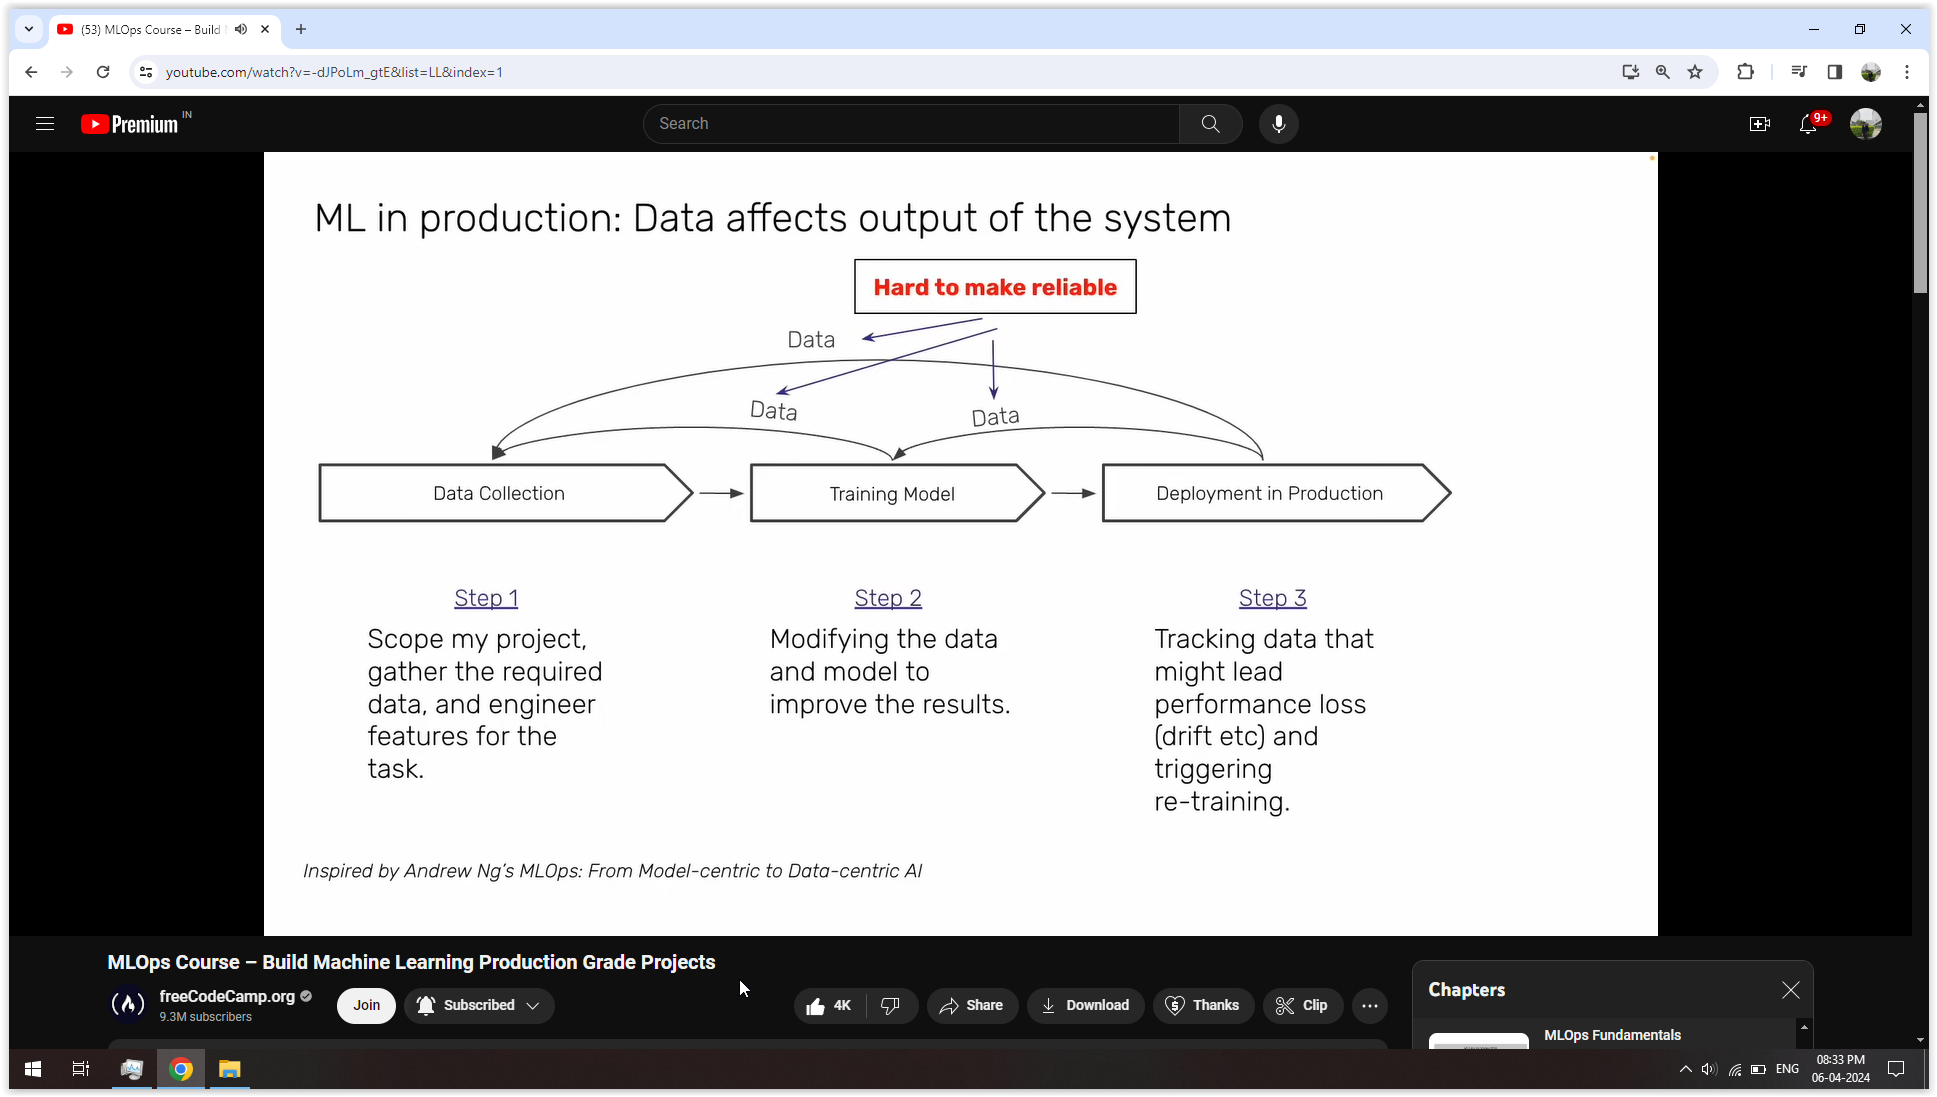 (53) MLOps Course – Build
youtube.com/watch?v=-dJPoLm_gtE&list=LL&index=1
Premium IN
Search
9+
ML in production: Data affects output of the system
Hard to make reliable
Data
Data
Data
Data Collection
Training Model
Deployment in Production
Step 1
Scope my project,
gather the required
data, and engineer
features for the
task.
Step 2
Modifying the data
and model to
improve the results.
Step 3
Tracking data that
might lead
performance loss
(drift etc) and
triggering
re-training.
Inspired by Andrew Ng's MLOps: From Model-centric to Data-centric AI
MLOps Course – Build Machine Learning Production Grade Projects
freeCodeCamp.org
9.3M subscribers
Join
Subscribed
4K
Share
Download
Thanks
Clip
Chapters
MLOps Fundamentals
ENG
08:33 PM
06-04-2024